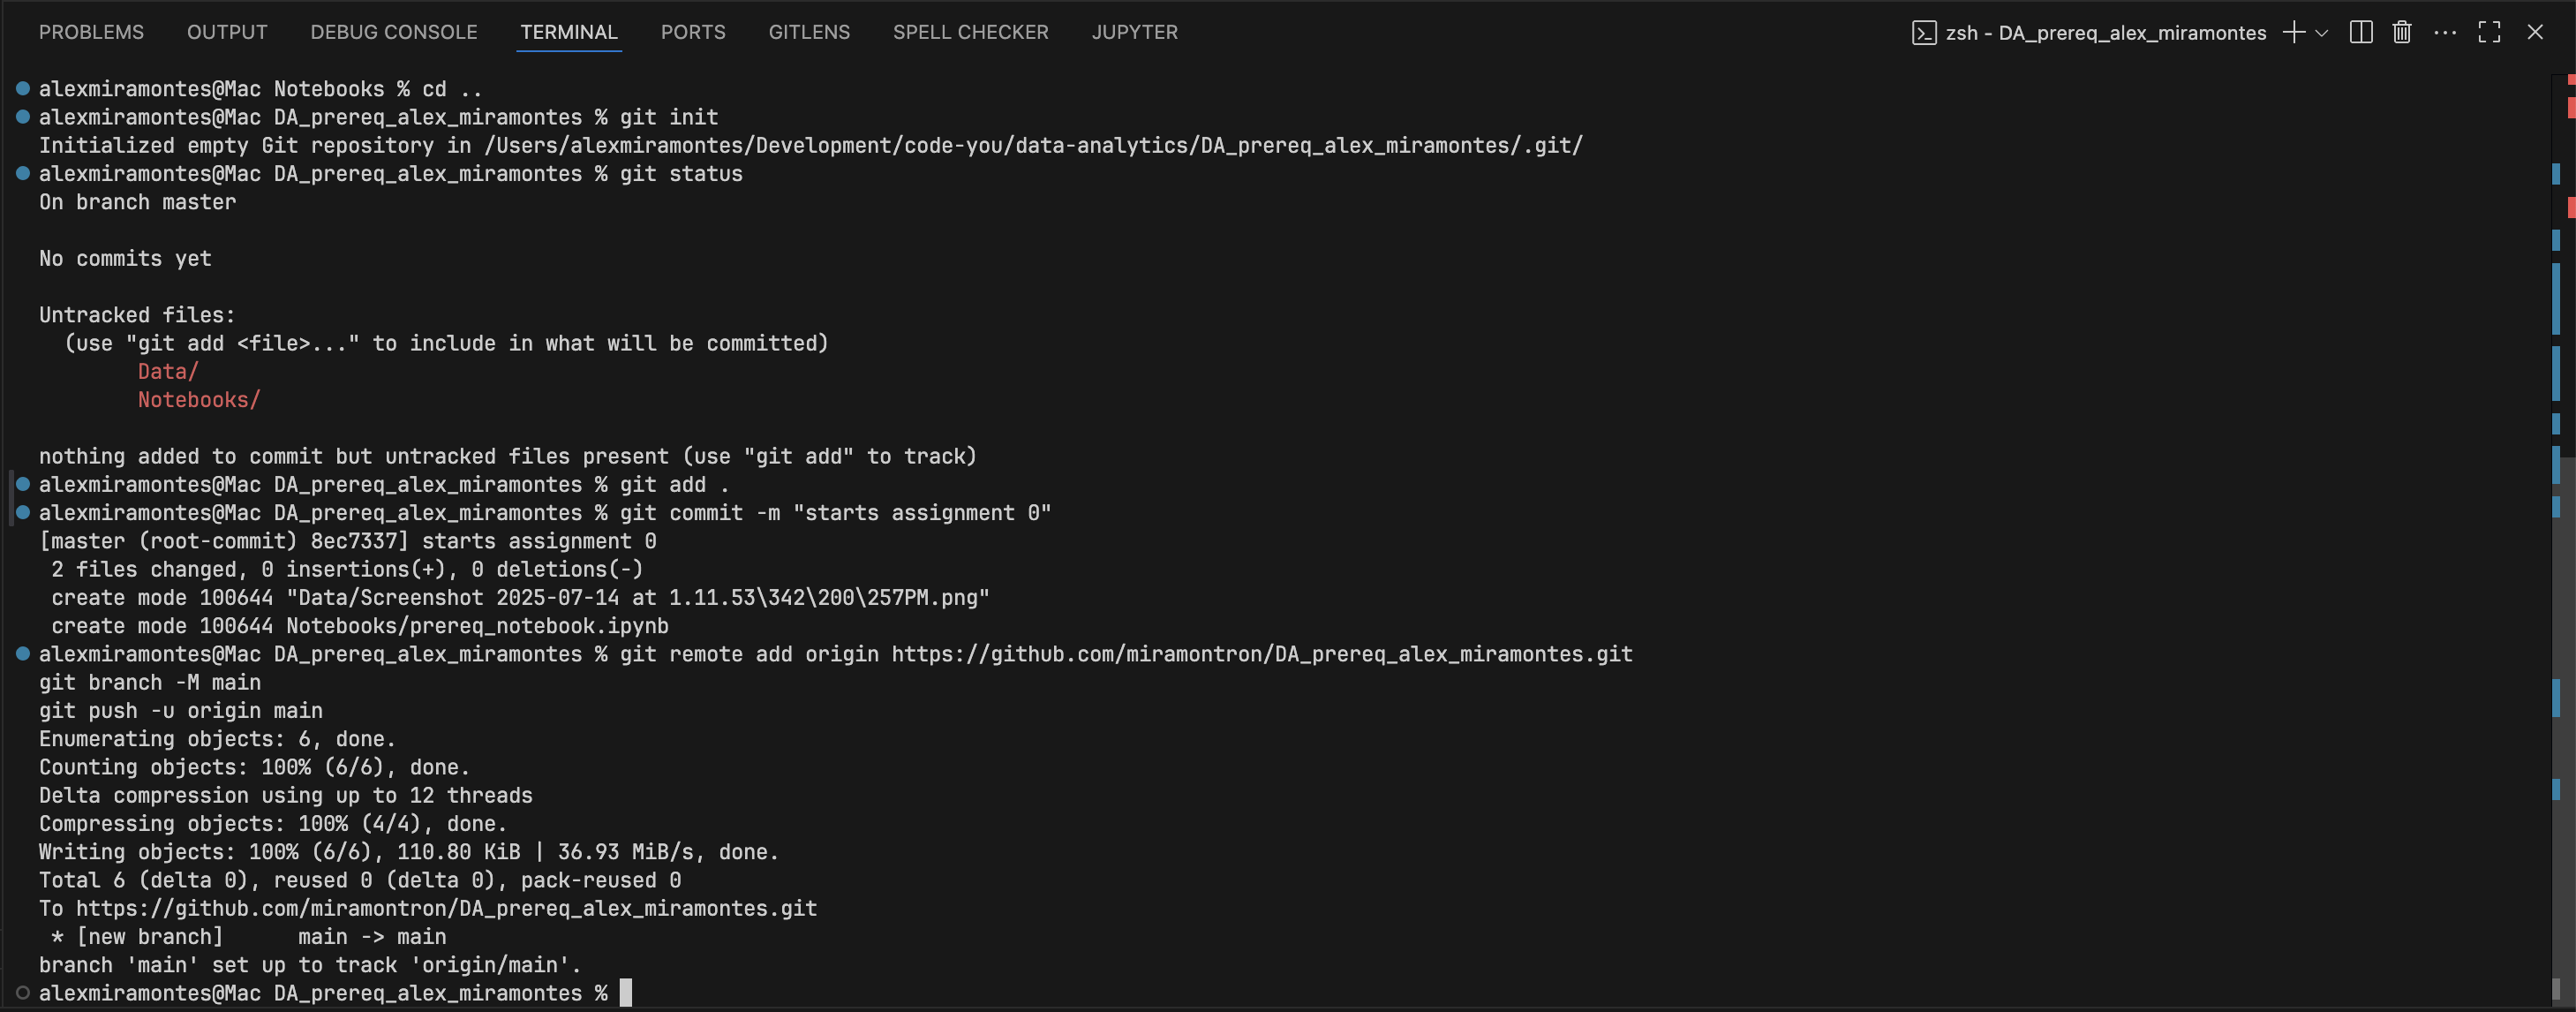 PROBLEMS OUTPUT DEBUG CONSOLE TERMINAL PORTS GITLENS SPELL CHECKER JUPYTER zsh - DA_prereq_alex_miramontes
alexmiramontes@Mac Notebooks % cd ..
alexmiramontes@Mac DA_prereq_alex_miramontes % git init
Initialized empty Git repository in /Users/alexmiramontes/Development/code-you/data-analytics/DA_prereq_alex_miramontes/.git/
alexmiramontes@Mac DA_prereq_alex_miramontes % git status
On branch master
No commits yet
Untracked files:
  (use "git add <file>..." to include in what will be committed)
        Data/
        Notebooks/
nothing added to commit but untracked files present (use "git add" to track)
alexmiramontes@Mac DA_prereq_alex_miramontes % git add .
alexmiramontes@Mac DA_prereq_alex_miramontes % git commit -m "starts assignment 0"
[master (root-commit) 8ec7337] starts assignment 0
 2 files changed, 0 insertions(+), 0 deletions(-)
 create mode 100644 "Data/Screenshot 2025-07-14 at 1.11.53\342\200\257PM.png"
 create mode 100644 Notebooks/prereq_notebook.ipynb
alexmiramontes@Mac DA_prereq_alex_miramontes % git remote add origin https://github.com/miramontron/DA_prereq_alex_miramontes.git
git branch -M main
git push -u origin main
Enumerating objects: 6, done.
Counting objects: 100% (6/6), done.
Delta compression using up to 12 threads
Compressing objects: 100% (4/4), done.
Writing objects: 100% (6/6), 110.80 KiB | 36.93 MiB/s, done.
Total 6 (delta 0), reused 0 (delta 0), pack-reused 0
To https://github.com/miramontron/DA_prereq_alex_miramontes.git
 * [new branch]      main -> main
branch 'main' set up to track 'origin/main'.
alexmiramontes@Mac DA_prereq_alex_miramontes %